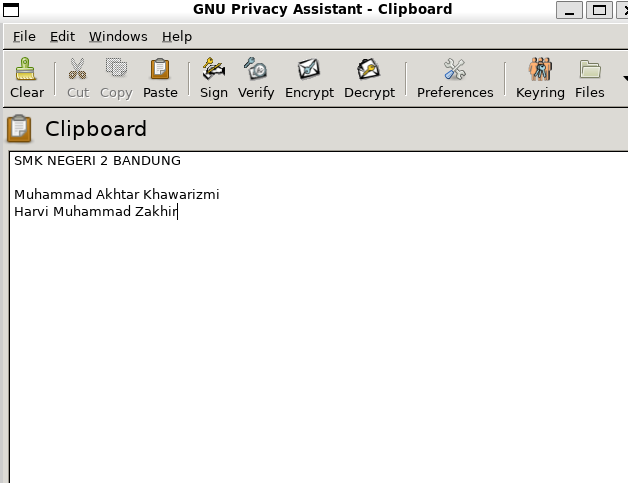 GNU Privacy Assistant - Clipboard
File Edit Windows Help
Clear Cut Copy Paste Sign Verify Encrypt Decrypt Preferences Keyring Files
Clipboard
SMK NEGERI 2 BANDUNG
Muhammad Akhtar Khawarizmi
Harvi Muhammad Zakhir